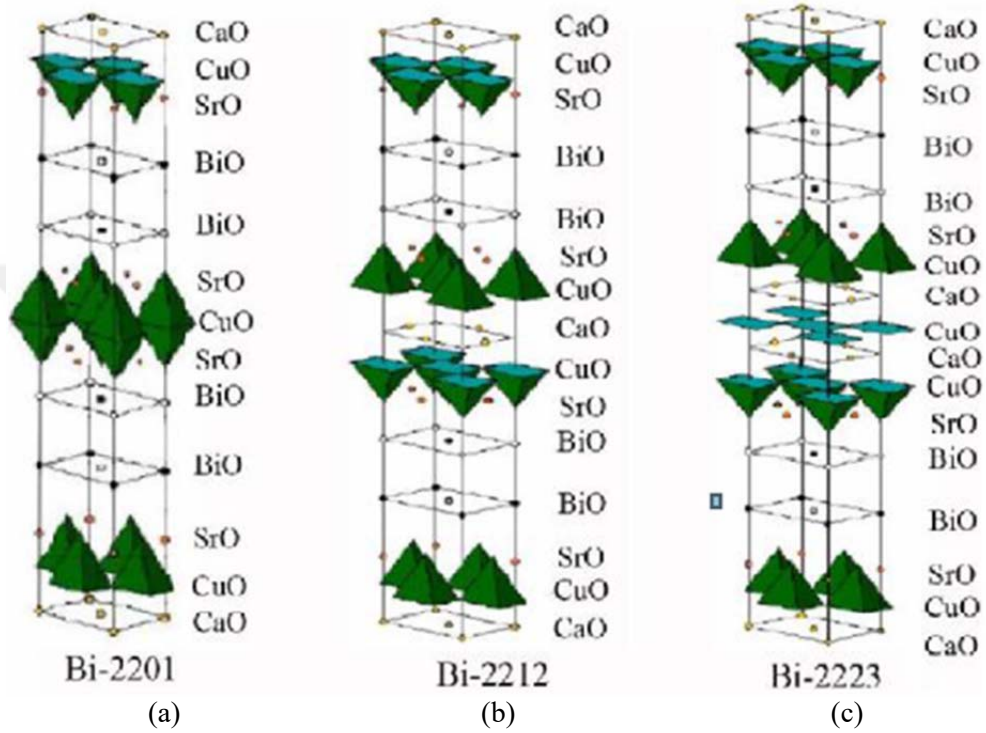 CaO
CuO
SrO
BiO
BiO
SrO
CuO
SrO
BiO
BiO
SrO
CuO
CaO
Bi-2201
(a)
CaO
CuO
SrO
BiO
BiO
SrO
CuO
CaO
CuO
SrO
BiO
BiO
SrO
CuO
CaO
Bi-2212
(b)
CaO
CuO
SrO
BiO
BiO
SrO
CuO
CaO
CuO
CaO
CuO
SrO
BiO
BiO
SrO
CuO
CaO
Bi-2223
(c)